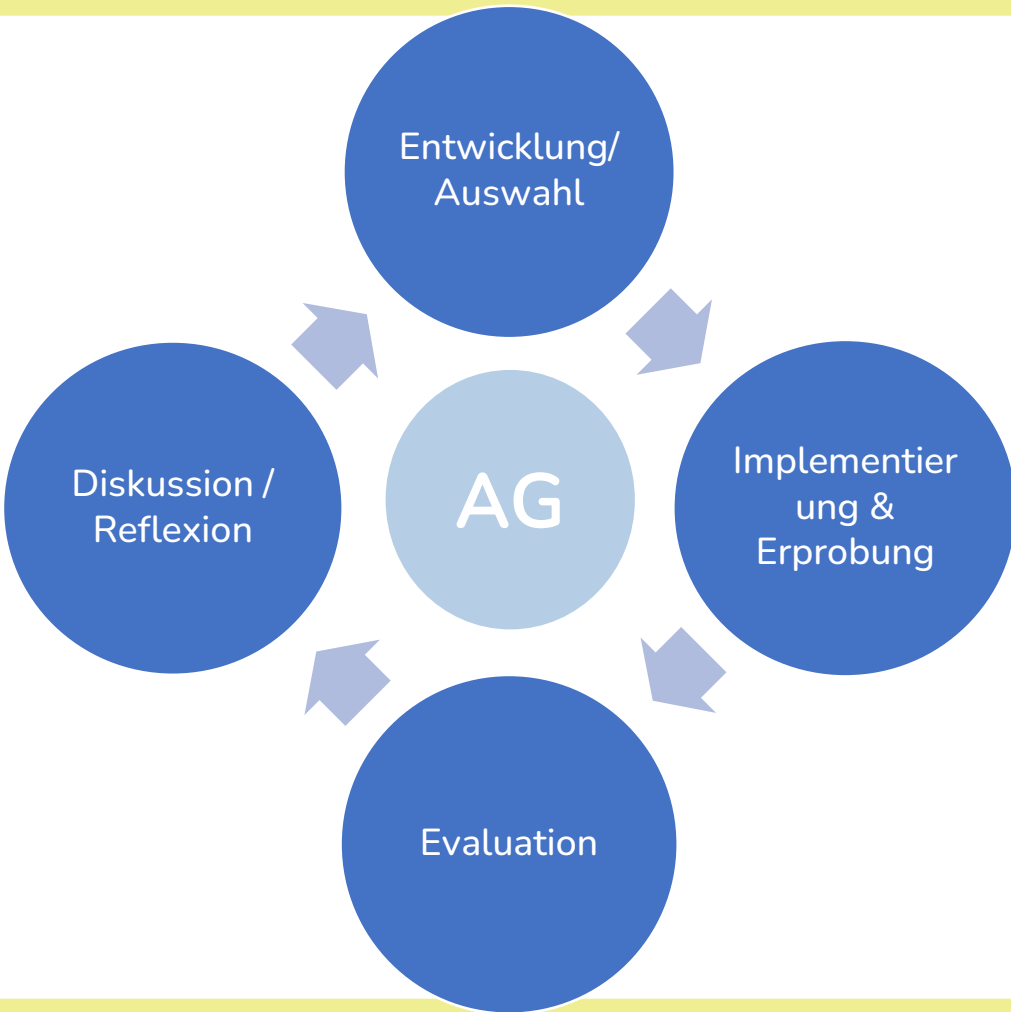 Entwicklung/
Auswahl
Implementier
ung &
Erprobung
Evaluation
Diskussion /
Reflexion
AG